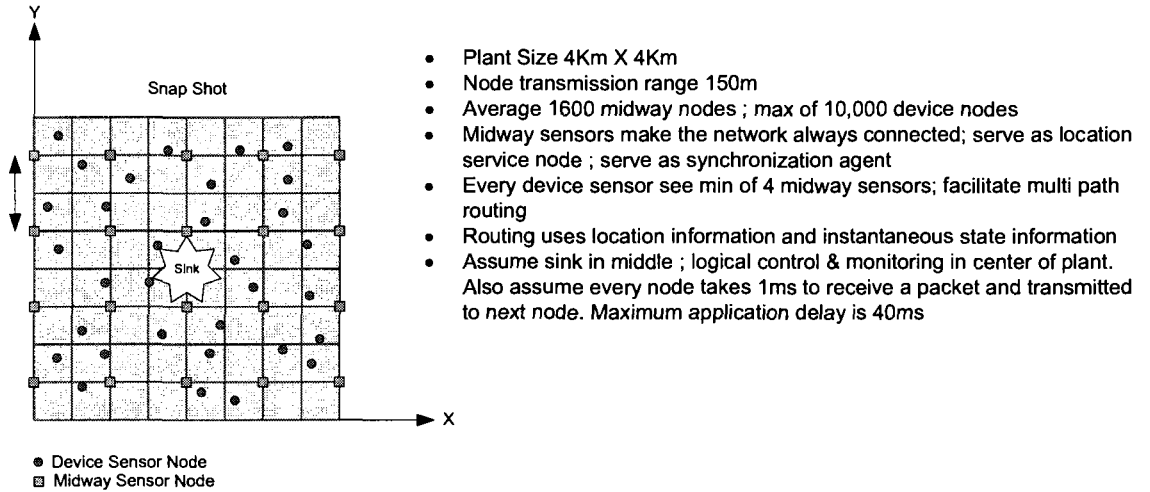 Y
Snap Shot
Sink
X
Device Sensor Node
Midway Sensor Node
• Plant Size 4Km X 4Km
• Node transmission range 150m
• Average 1600 midway nodes ; max of 10,000 device nodes
• Midway sensors make the network always connected; serve as location
service node ; serve as synchronization agent
• Every device sensor see min of 4 midway sensors; facilitate multi path
routing
• Routing uses location information and instantaneous state information
• Assume sink in middle ; logical control & monitoring in center of plant.
Also assume every node takes 1ms to receive a packet and transmitted
to next node. Maximum application delay is 40ms